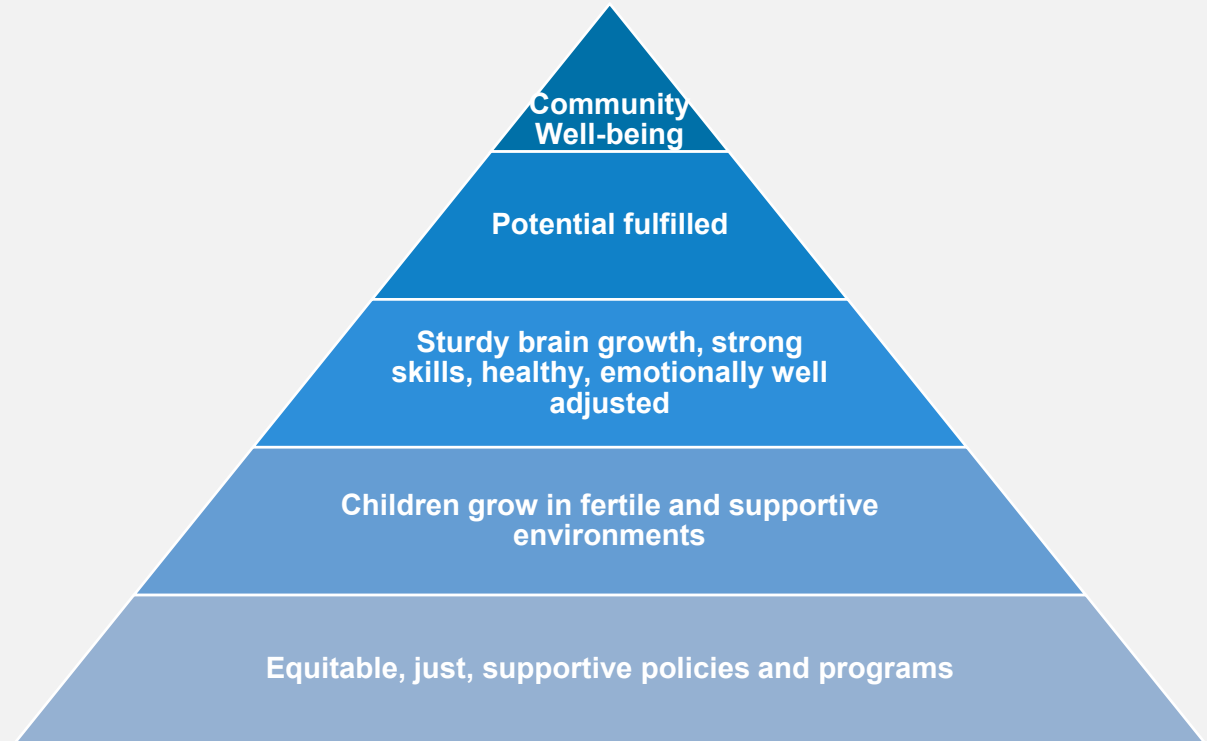 Community
Well-being
Potential fulfilled
Sturdy brain growth, strong
skills, healthy, emotionally well
adjusted
Children grow in fertile and supportive
environments
Equitable, just, supportive policies and programs